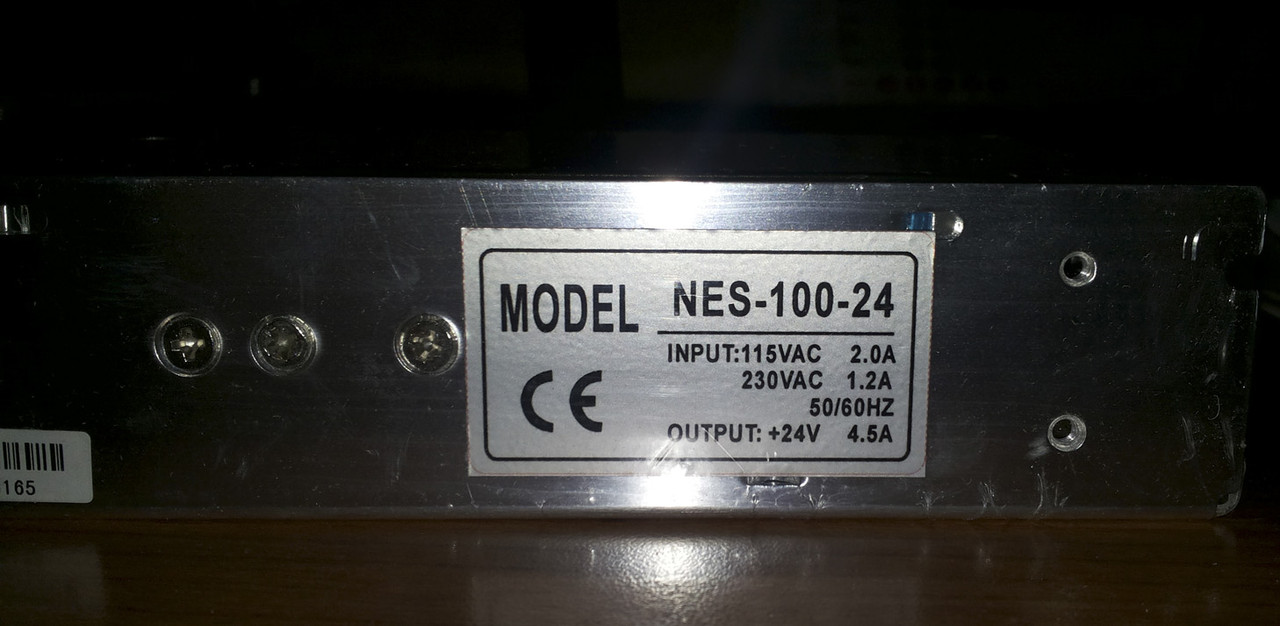 MODEL NES-100-24
INPUT:115VAC 2.0A
230VAC 1.2A
50/60HZ
CE
OUTPUT: +24V 4.5A
165